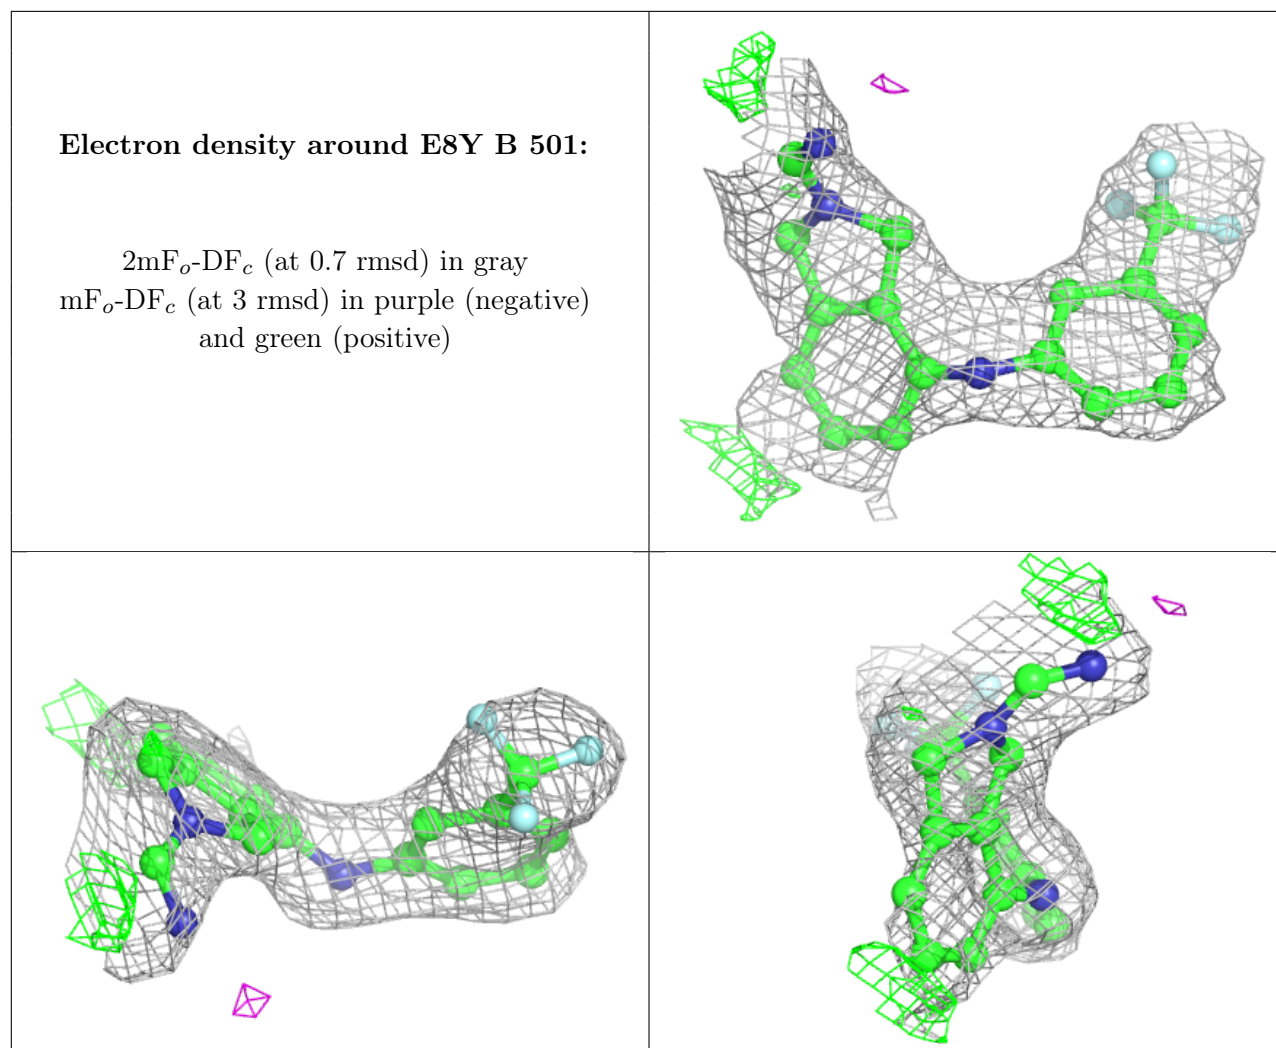 Electron density around E8Y B 501:
2mFo-DFc (at 0.7 rmsd) in gray
mFo-DFc (at 3 rmsd) in purple (negative)
and green (positive)